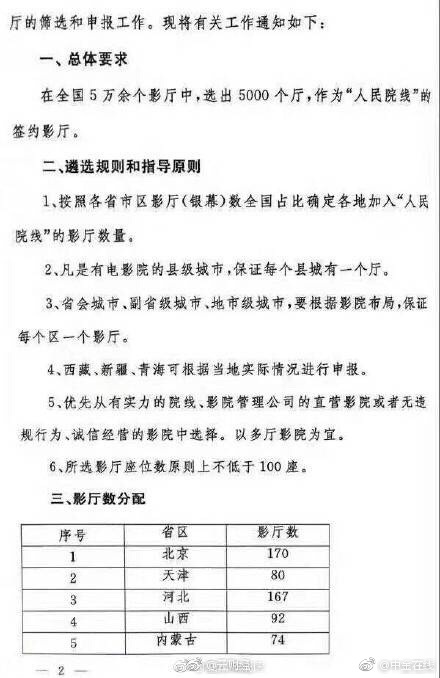 厅的筛选和申报工作。现将有关工作通知如下:
一、总体要求
在全国5万余个影厅中,选出5000个厅,作为“人民院线”的
签约影厅。
二、遴选规则和指导原则
1、按照各省市区影厅(银幕)数全国占比确定各地加入“人民
院线”的影厅数量。
2、凡是有电影院的县级城市,保证每个县城有一个厅。
3、省会城市、副省级城市、地市级城市,要根据影院布局,保证
每个区一个影厅。
4、西藏、新疆、青海可根据当地实际情况进行申报。
5、优先从有实力的院线、影院管理公司的直营影院或者无违
规行为、诚信经营的影院中选择。以多厅影院为宜。
6、所选影厅座位数原则上不低于100座。
三、影厅数分配
序号 省区 影厅数
1 北京 170
2 天津 80
3 河北 167
4 山西 92
5 内蒙古 74
— 2 —